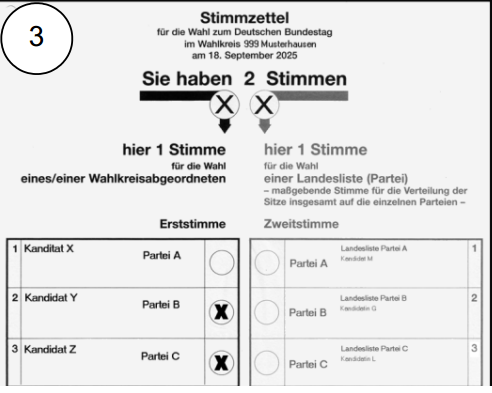 3
Stimmzettel
für die Wahl zum Deutschen Bundestag
im Wahlkreis 999 Musterhausen
am 18. September 2025
Sie haben 2 Stimmen
X X
hier 1 Stimme
für die Wahl
eines/einer Wahlkreisabgeordneten
hier 1 Stimme
für die Wahl
einer Landesliste (Partei)
– maßgebende Stimme für die Verteilung der
Sitze insgesamt auf die einzelnen Parteien –
Erststimme
1 Kanditat X Partei A
2 Kandidat Y Partei B X
3 Kandidat Z Partei C X
Zweitstimme
Partei A Landesliste Partei A 1
Kandidat M
Partei B Landesliste Partei B 2
Kandidatin G
Partei C Landesliste Partei C 3
Kandidatin L